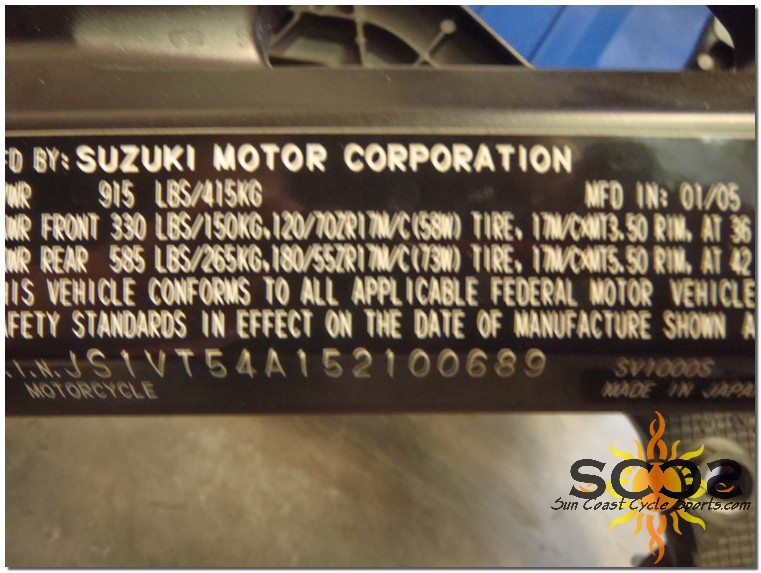 FD BY: SUZUKI MOTOR CORPORATION
WR 915 LBS/415KG MFD IN: 01/05
WR FRONT 330 LBS/150KG, 120/70ZR17M/C(58W) TIRE, 17M/CXMT3.50 RIM, AT 36
WR REAR 585 LBS/265KG, 180/55ZR17M/C(73W) TIRE, 17M/CXMT5.50 RIM, AT 42
IS VEHICLE CONFORMS TO ALL APPLICABLE FEDERAL MOTOR VEHICLE
FETY STANDARDS IN EFFECT ON THE DATE OF MANUFACTURE SHOWN A
.I.N. JS1VT54A152100689 SV1000S
MOTORCYCLE MADE IN JAPA
SCCS
Sun Coast Cycle Sports.com